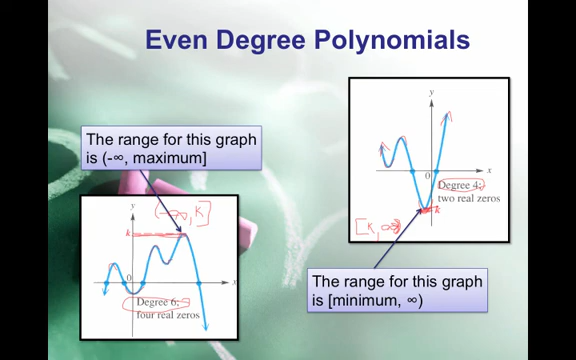 Even Degree Polynomials
The range for this graph
is (-∞, maximum]
(-∞, K]
y
k
0
x
Degree 6;
four real zeros
y
0
x
Degree 4;
two real zeros
k
[K, ∞)
The range for this graph
is [minimum, ∞)